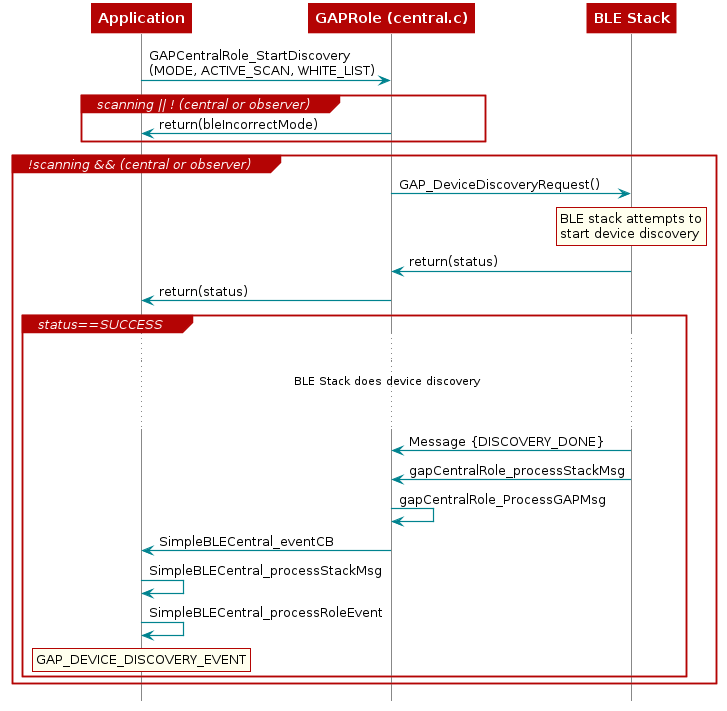 Application
GAPRole (central.c)
BLE Stack
GAPCentralRole_StartDiscovery
(MODE, ACTIVE_SCAN, WHITE_LIST)
scanning || ! (central or observer)
return(bleIncorrectMode)
!scanning && (central or observer)
GAP_DeviceDiscoveryRequest()
BLE stack attempts to
start device discovery
return(status)
return(status)
status==SUCCESS
BLE Stack does device discovery
Message {DISCOVERY_DONE}
gapCentralRole_processStackMsg
gapCentralRole_ProcessGAPMsg
SimpleBLECentral_eventCB
SimpleBLECentral_processStackMsg
SimpleBLECentral_processRoleEvent
GAP_DEVICE_DISCOVERY_EVENT